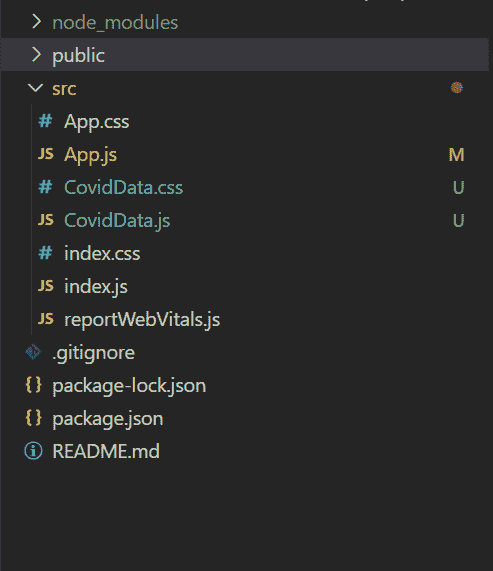 node_modules
public
src
# App.css
JS App.js M
# CovidData.css U
JS CovidData.js U
# index.css
JS index.js
JS reportWebVitals.js
.gitignore
{} package-lock.json
{} package.json
README.md